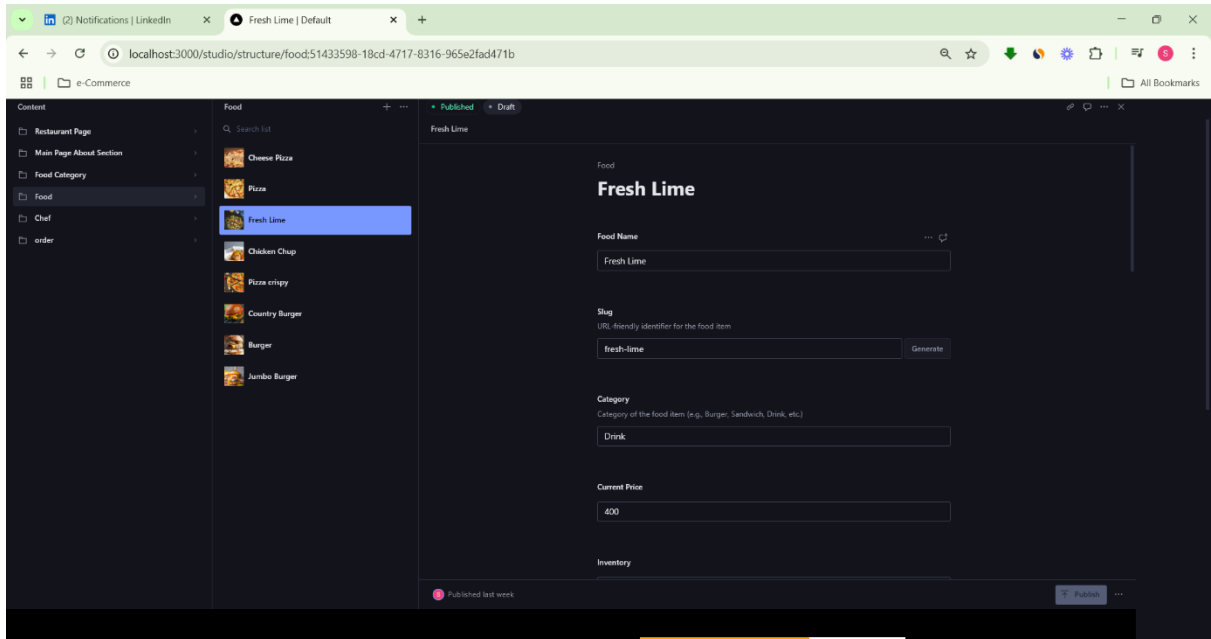 (2) Notifications | LinkedIn
Fresh Lime | Default
localhost:3000/studio/structure/food;51433598-18cd-4717-8316-965e2fad471b
S
e-Commerce
All Bookmarks
Content
Restaurant Page
Main Page About Section
Food Category
Food
Chef
order
Food
Search list
Cheese Pizza
Pizza
Fresh Lime
Chicken Chup
Pizza crispy
Country Burger
Burger
Jumbo Burger
Published
Draft
Fresh Lime
Food
Fresh Lime
Food Name
Fresh Lime
Slug
URL-friendly identifier for the food item
fresh-lime
Generate
Category
Category of the food item (e.g., Burger, Sandwich, Drink, etc.)
Drink
Current Price
400
Inventory
S
Published last week
Publish